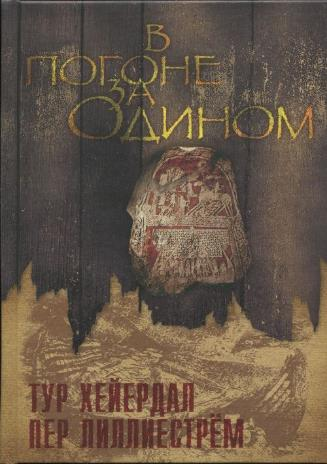 В
ПОГОНЕ
ЗА
ОДИНОМ
ТУР ХЕЙЕРДАЛ
ПЕР ЛИЛЛИЕСТРЁМ